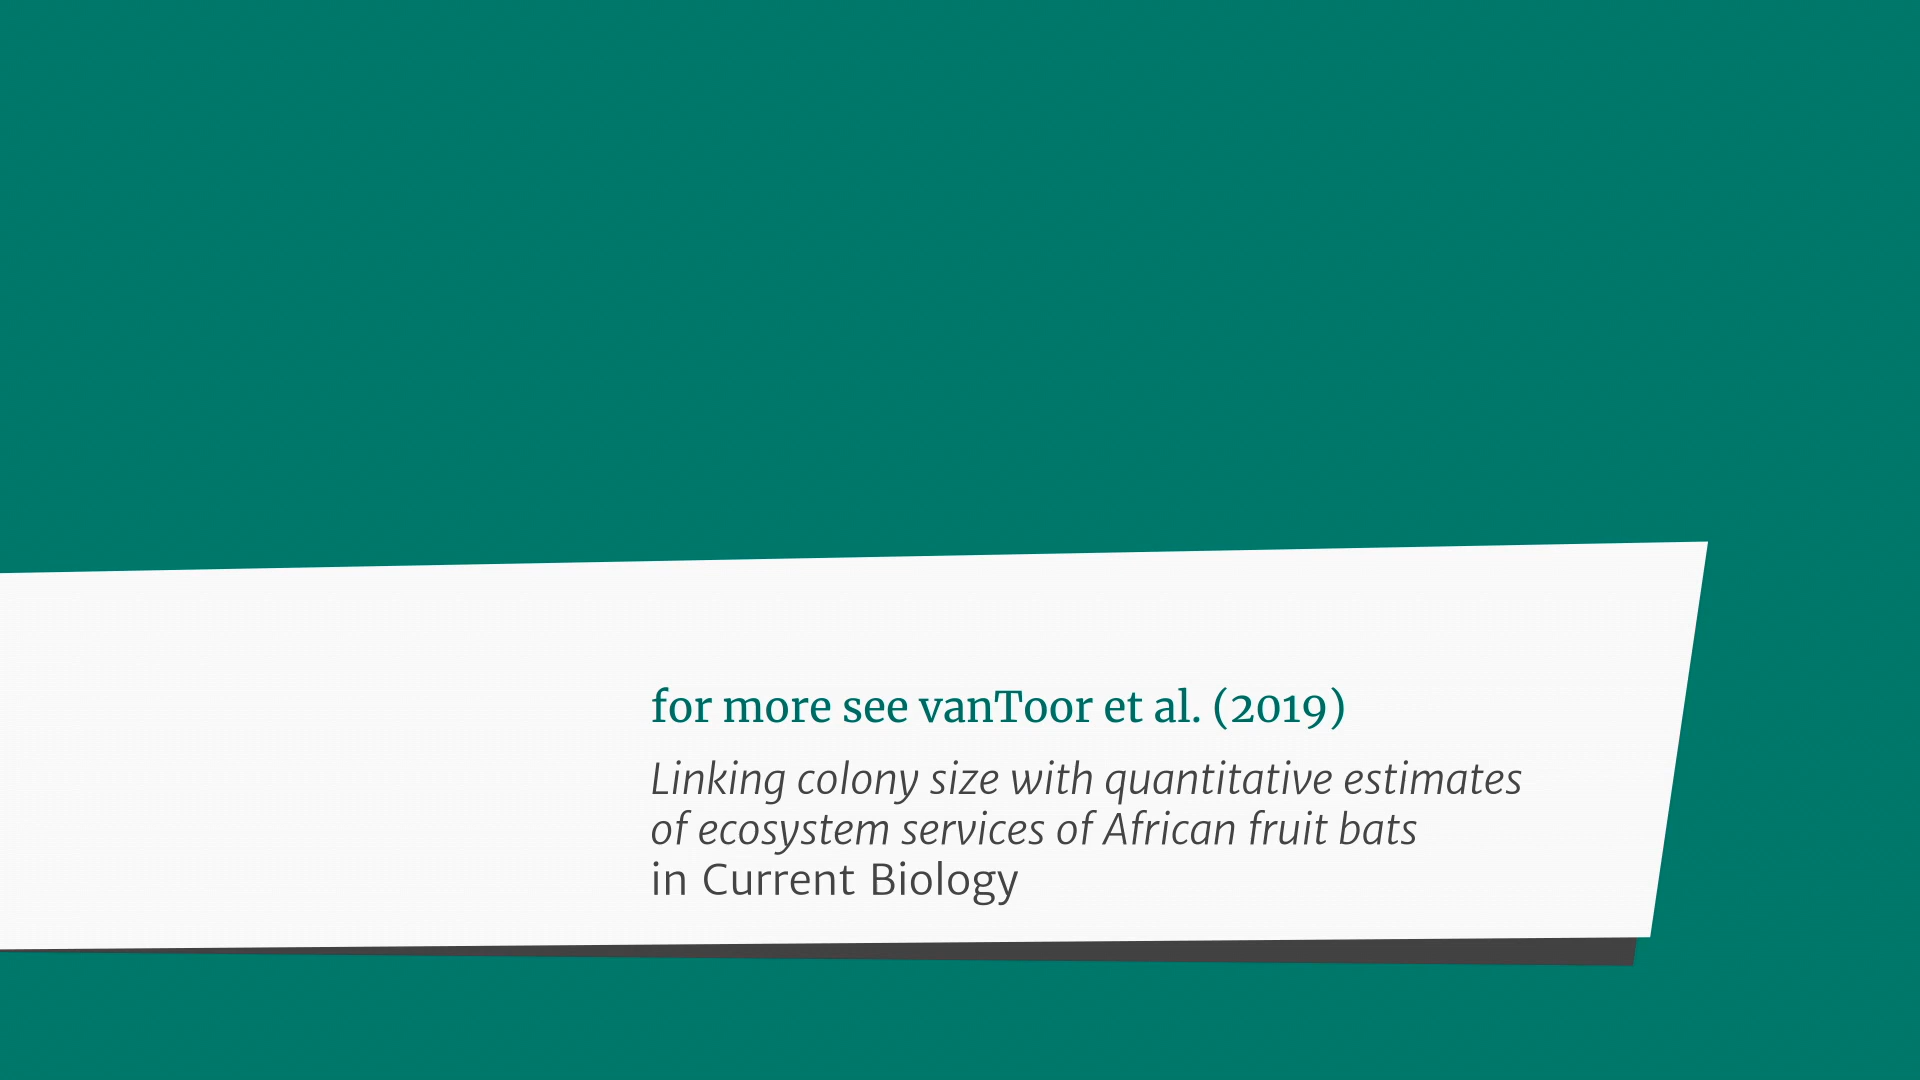 for more see vanToor et al. (2019)
Linking colony size with quantitative estimates
of ecosystem services of African fruit bats
in Current Biology